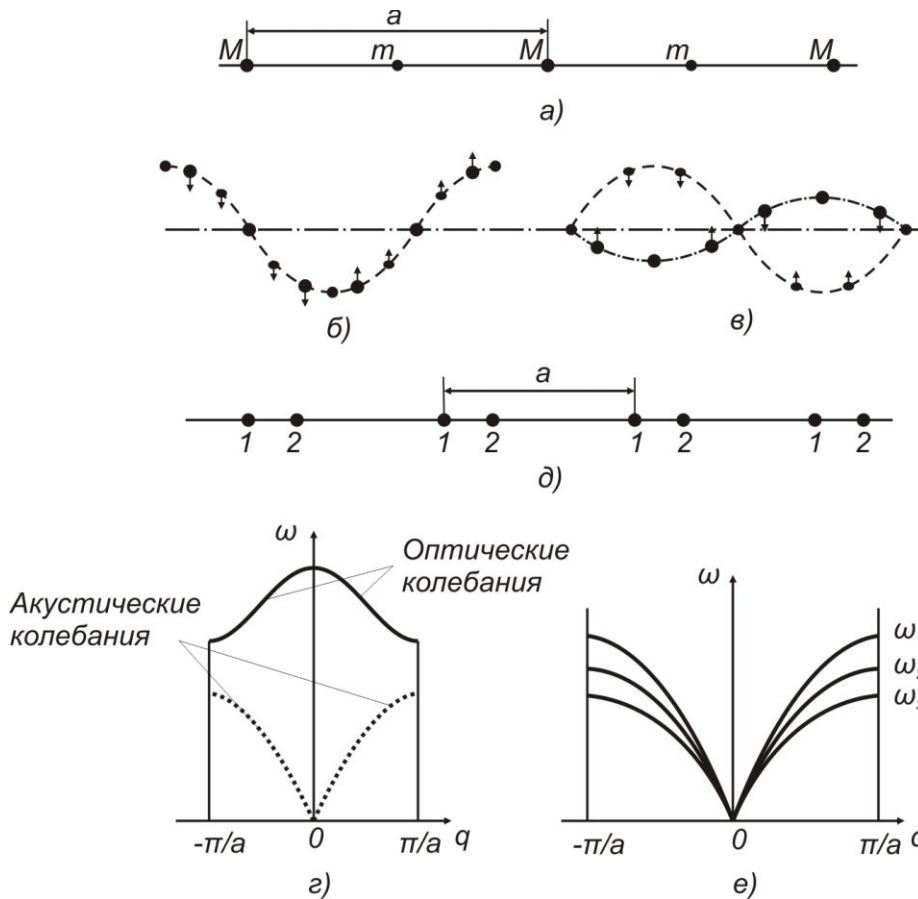 a
M m M m M
а)
б)
в)
a
1 2 1 2 1 2 1 2
д)
ω
Оптические
колебания
Акустические
колебания
-π/a 0 π/a q
г)
ω
ω
ω
ω
-π/a 0 π/a
е)